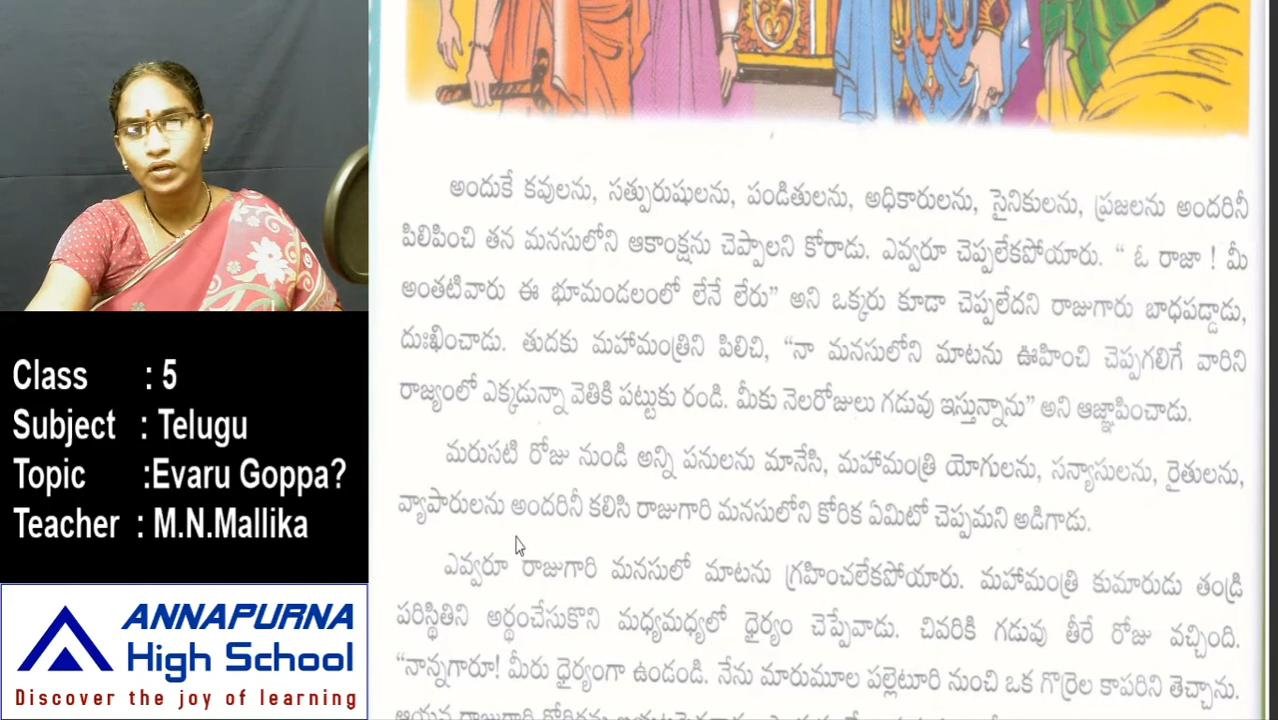 అందుకే కవులను, సత్పురుషులను, పండితులను, అధికారులను, సైనికులను, ప్రజలను అందరినీ
పిలిపించి తన మనసులోని ఆకాంక్షను చెప్పాలని కోరాడు. ఎవ్వరూ చెప్పలేకపోయారు. “ ఓ రాజా ! మీ
అంతటివారు ఈ భూమండలంలో లేనే లేరు” అని ఒక్కరు కూడా చెప్పలేదని రాజుగారు బాధపడ్డాడు,
దుఃఖించాడు. తుదకు మహామంత్రిని పిలిచి, “నా మనసులోని మాటను ఊహించి చెప్పగలిగే వారిని
రాజ్యంలో ఎక్కడున్నా వెతికి పట్టుకు రండి. మీకు నెలరోజులు గడువు ఇస్తున్నాను” అని ఆజ్ఞాపించాడు.
మరుసటి రోజు నుండి అన్ని పనులను మానేసి, మహామంత్రి యోగులను, సన్యాసులను, రైతులను,
వ్యాపారులను అందరినీ కలిసి రాజుగారి మనసులోని కోరిక ఏమిటో చెప్పమని అడిగాడు.
ఎవ్వరూ రాజుగారి మనసులో మాటను గ్రహించలేకపోయారు. మహామంత్రి కుమారుడు తండ్రి
పరిస్థితిని అర్థంచేసుకొని మధ్యమధ్యలో ధైర్యం చెప్పేవాడు. చివరికి గడువు తీరే రోజు వచ్చింది.
“నాన్నగారూ! మీరు ధైర్యంగా ఉండండి. నేను మారుమూల పల్లెటూరి నుంచి ఒక గొర్రెల కాపరిని తెచ్చాను.
Class : 5
Subject : Telugu
Topic :Evaru Goppa?
Teacher : M.N.Mallika
ANNAPURNA
High School
Discover the joy of learning